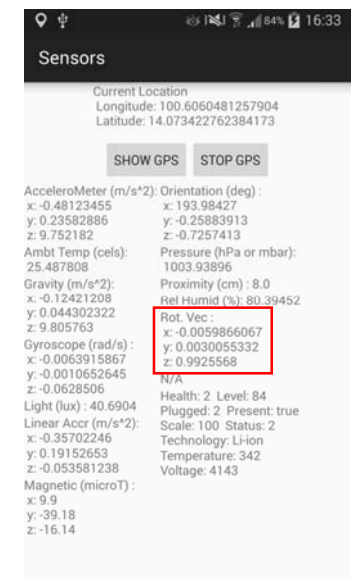 84% 16:33
Sensors
Current Location
Longitude: 100.6060481257904
Latitude: 14.073422762384173
SHOW GPS STOP GPS
AcceleroMeter (m/s^2):
x: -0.48123455
y: 0.23582886
z: 9.752182
Ambt Temp (cels):
25.487808
Gravity (m/s^2):
x: -0.12421208
y: 0.044302322
z: 9.805763
Gyroscope (rad/s) :
x: -0.0063915867
y: -0.0010652645
z: -0.0628506
Light (lux) : 40.6904
Linear Accr (m/s^2):
x: -0.35702246
y: 0.19152653
z: -0.053581238
Magnetic (microT) :
x: 9.9
y: -39.18
z: -16.14
Orientation (deg) :
x: 193.98427
y: -0.25883913
z: -0.7257413
Pressure (hPa or mbar):
1003.93896
Proximity (cm) : 8.0
Rel Humid (%): 80.39452
Rot. Vec :
x: -0.0059866067
y: 0.0030055332
z: 0.9925568
N/A
Health: 2 Level: 84
Plugged: 2 Present: true
Scale: 100 Status: 2
Technology: Li-ion
Temperature: 342
Voltage: 4143